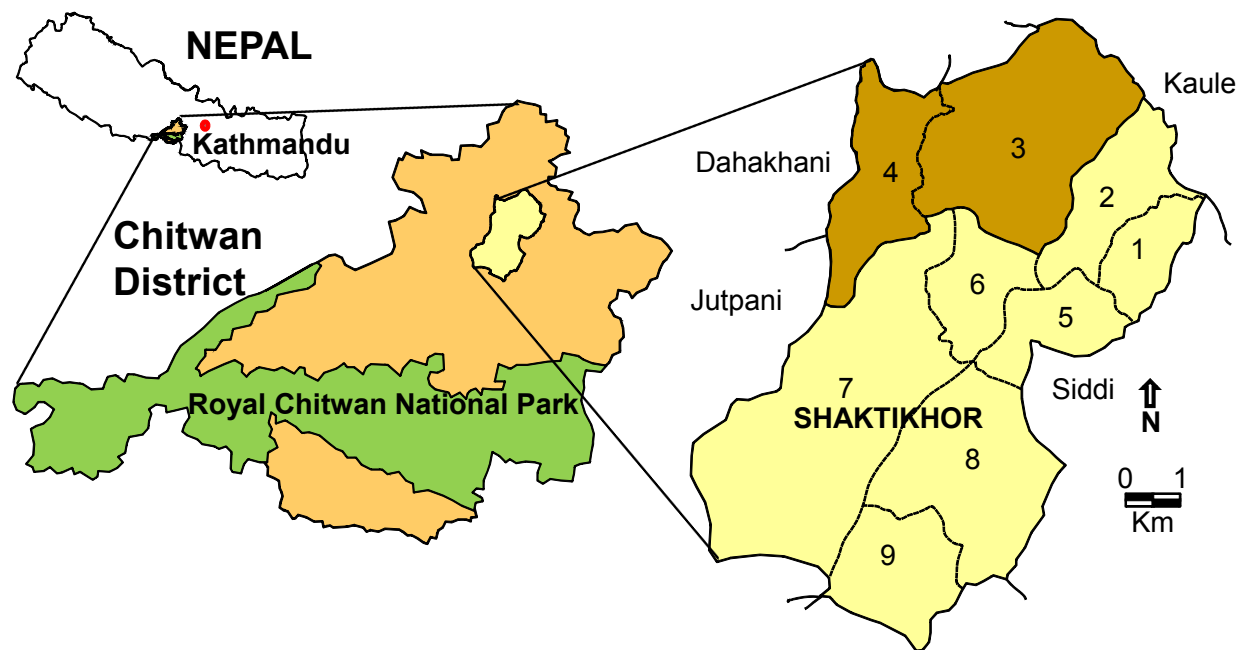 NEPAL
Kathmandu
Chitwan
District
Royal Chitwan National Park
Kaule
Dahakhani
3
4
2
1
Jutpani
6
5
7
Siddi
SHAKTIKHOR
N
8
0 1
Km
9